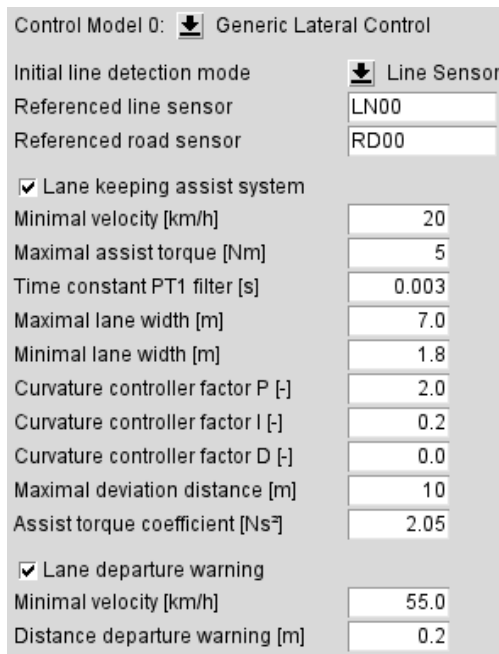 Control Model 0: Generic Lateral Control
Initial line detection mode Line Sensor
Referenced line sensor LN00
Referenced road sensor RD00
Lane keeping assist system
Minimal velocity [km/h] 20
Maximal assist torque [Nm] 5
Time constant PT1 filter [s] 0.003
Maximal lane width [m] 7.0
Minimal lane width [m] 1.8
Curvature controller factor P [-] 2.0
Curvature controller factor I [-] 0.2
Curvature controller factor D [-] 0.0
Maximal deviation distance [m] 10
Assist torque coefficient [Ns²] 2.05
Lane departure warning
Minimal velocity [km/h] 55.0
Distance departure warning [m] 0.2